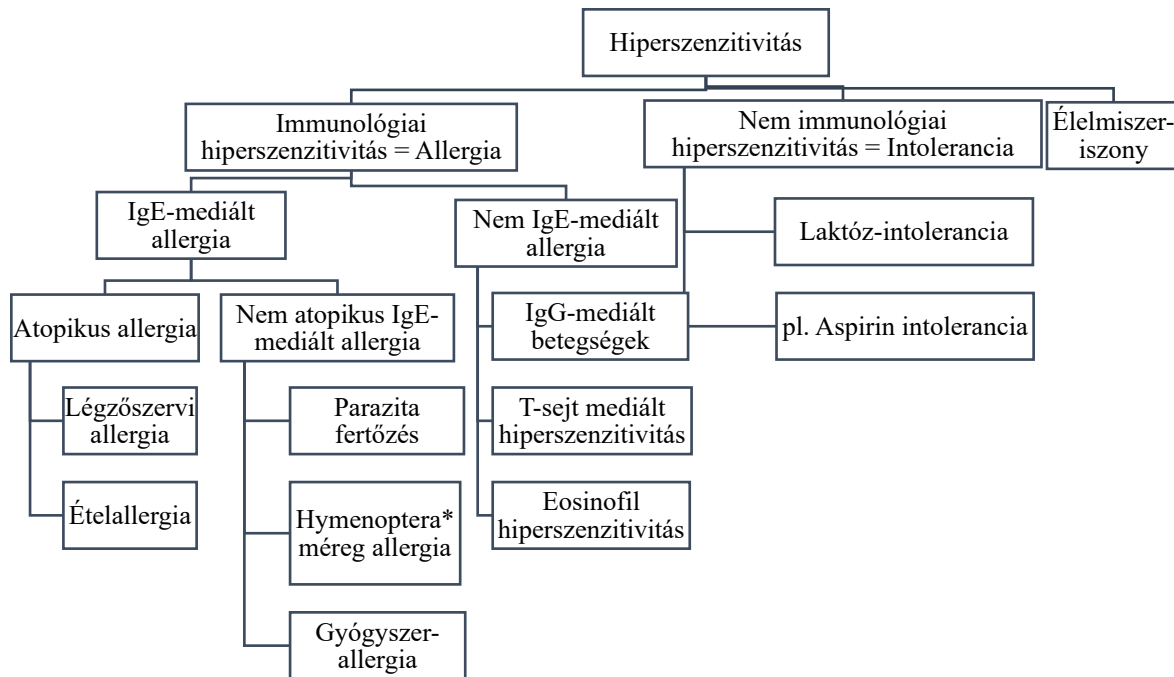 Hiperszenzitivitás
Immunológiai
hiperszenzitivitás = Allergia
Nem immunológiai
hiperszenzitivitás = Intolerancia
Élelmiszer-
iszony
IgE-mediált
allergia
Nem IgE-mediált
allergia
Laktóz-intolerancia
Atopikus allergia
Nem atopikus IgE-
mediált allergia
IgG-mediált
betegségek
pl. Aspirin intolerancia
Légzőszervi
allergia
Parazita
fertőzés
T-sejt mediált
hiperszenzitivitás
Ételallergia
Hymenoptera*
méreg allergia
Eosinofil
hiperszenzitivitás
Gyógyszer-
allergia